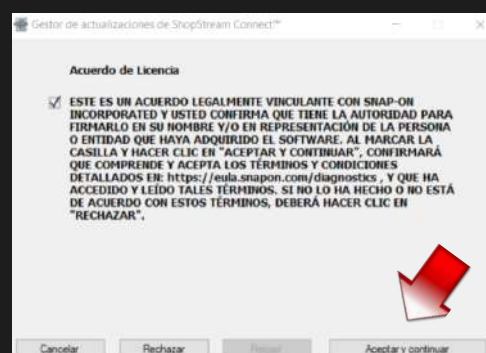 Gestor de actualizaciones de ShopStream Connect™
Acuerdo de Licencia
ESTE ES UN ACUERDO LEGALMENTE VINCULANTE CON SNAP-ON
INCORPORATED Y USTED CONFIRMA QUE TIENE LA AUTORIDAD PARA
FIRMARLO EN SU NOMBRE Y/O EN REPRESENTACIÓN DE LA PERSONA
O ENTIDAD QUE HAYA ADQUIRIDO EL SOFTWARE. AL MARCAR LA
CASILLA Y HACER CLIC EN "ACEPTAR Y CONTINUAR", CONFIRMARÁ
QUE COMPRENDE Y ACEPTA LOS TÉRMINOS Y CONDICIONES
DETALLADOS EN: https://eula.snapon.com/diagnostics , Y QUE HA
ACCEDIDO Y LEÍDO TALES TÉRMINOS. SI NO LO HA HECHO O NO ESTÁ
DE ACUERDO CON ESTOS TÉRMINOS, DEBERÁ HACER CLIC EN
"RECHAZAR".
Cancelar Rechazar Aceptar y continuar